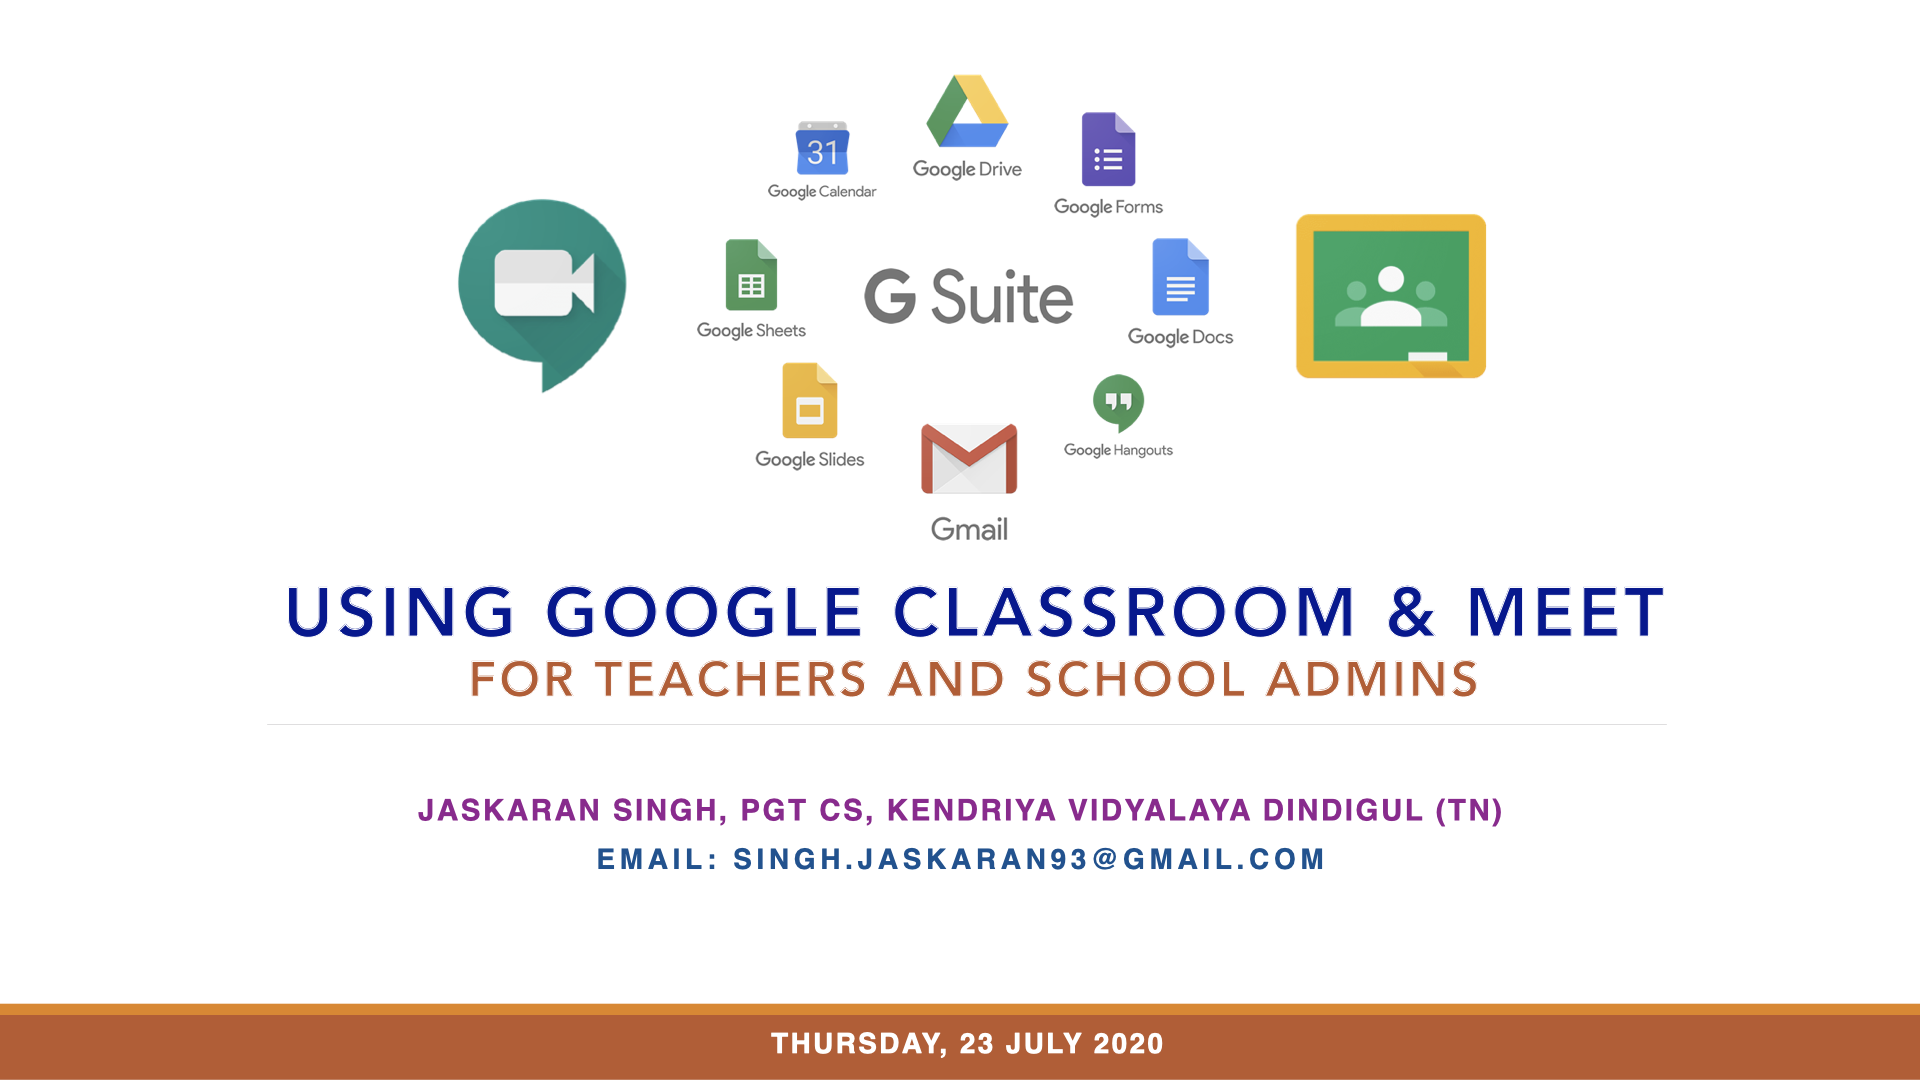 Google Drive
31
Google Calendar
Google Forms
Google Sheets
G Suite
Google Docs
Google Slides
Google Hangouts
Gmail
USING GOOGLE CLASSROOM & MEET
FOR TEACHERS AND SCHOOL ADMINS
JASKARAN SINGH, PGT CS, KENDRIYA VIDYALAYA DINDIGUL (TN)
EMAIL: SINGH.JASKARAN93@GMAIL.COM
THURSDAY, 23 JULY 2020